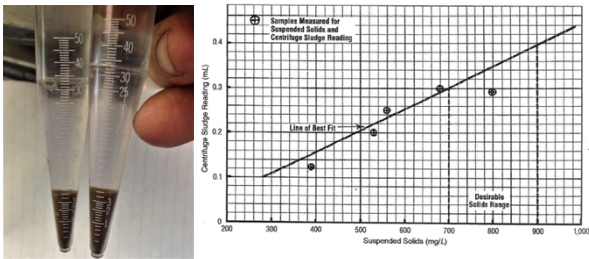 50
40
30
50
40
30
25
Samples Measured for
Suspended Solids and
Centrifuge Sludge Reading
Centrifuge Sludge Reading (mL)
0.4
0.3
0.2
0.1
0
Line of Best Fit
Desirable
Solids Range
200 300 400 500 600 700 800 900 1,000
Suspended Solids (mg/L)